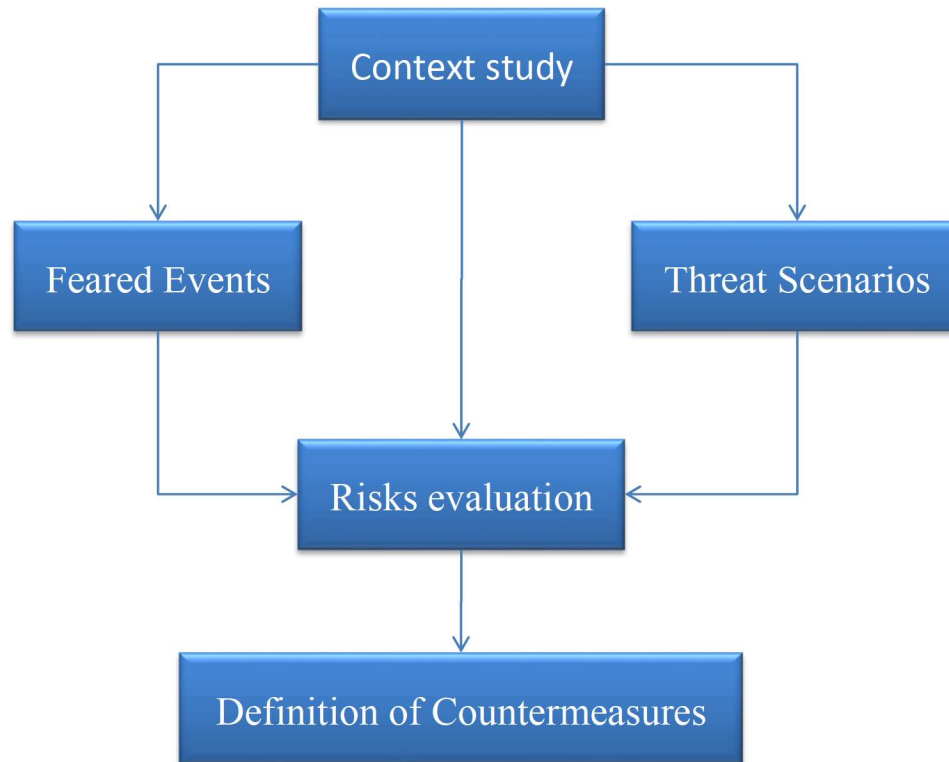 Context study
Feared Events
Threat Scenarios
Risks evaluation
Definition of Countermeasures